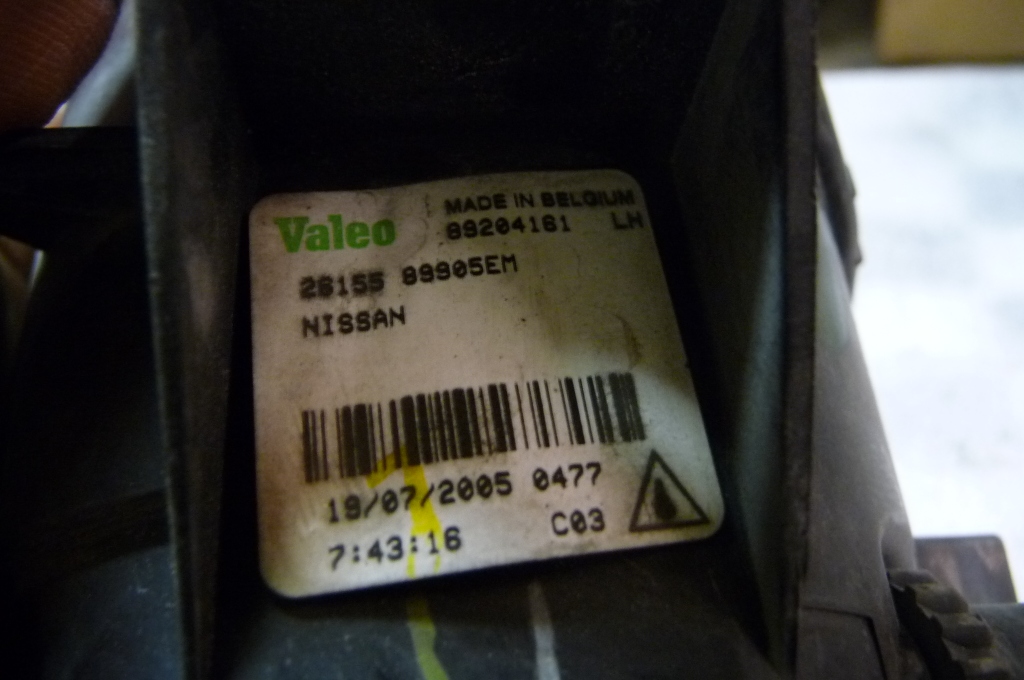 Valeo
MADE IN BELGIUM
89204161 LH
26155 89905EM
NISSAN
19/07/2005 0477
7:43:16 C03